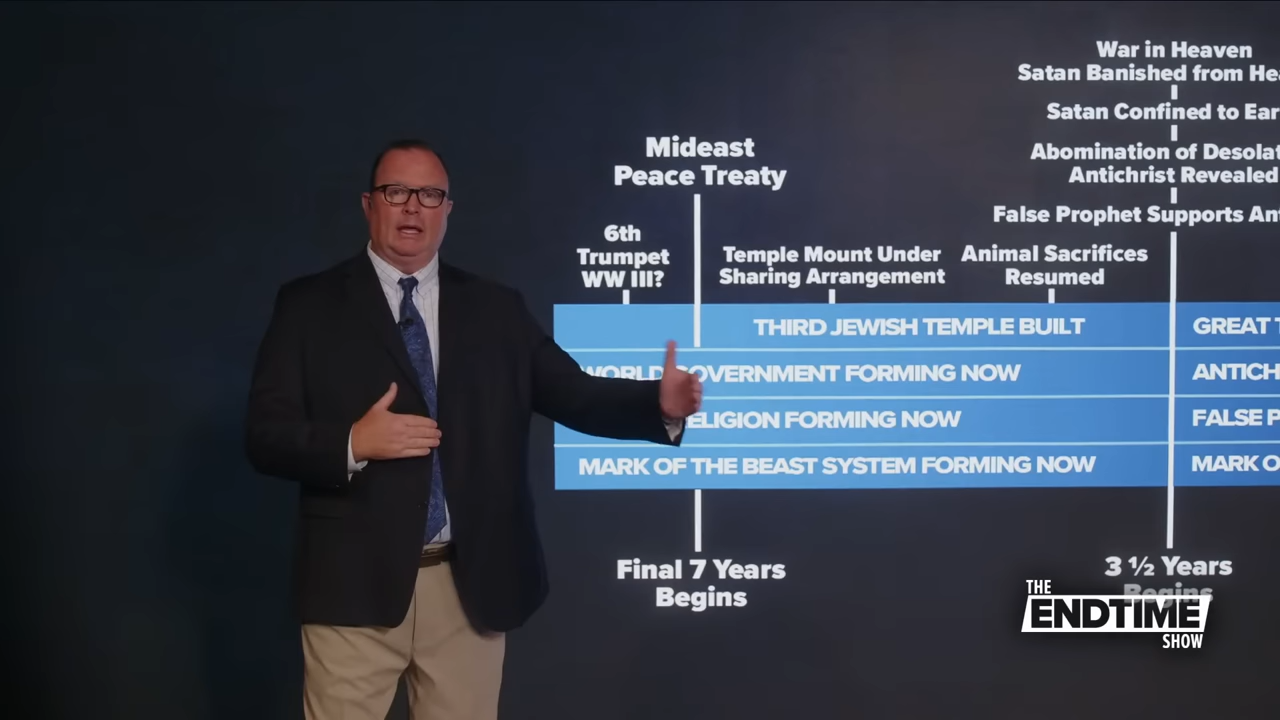 War in Heaven
Satan Banished from He
Satan Confined to Ear
Mideast
Peace Treaty
Abomination of Desolat
Antichrist Revealed
False Prophet Supports An
6th
Trumpet
WW III?
Temple Mount Under
Sharing Arrangement
Animal Sacrifices
Resumed
THIRD JEWISH TEMPLE BUILT
GREAT T
WORLD GOVERNMENT FORMING NOW
ANTICH
ELIGION FORMING NOW
FALSE P
MARK OF THE BEAST SYSTEM FORMING NOW
MARK O
Final 7 Years
Begins
3 ½ Years
Begins
THE
ENDTIME
SHOW